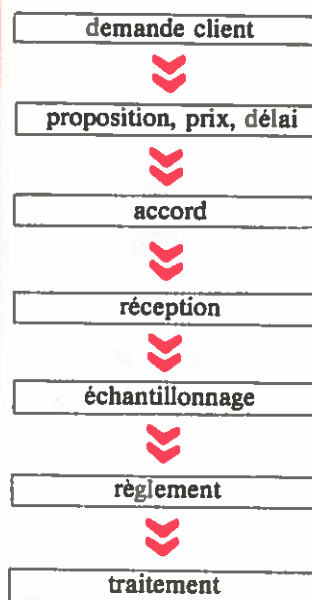 demande client
proposition, prix, délai
accord
réception
échantillonnage
règlement
traitement